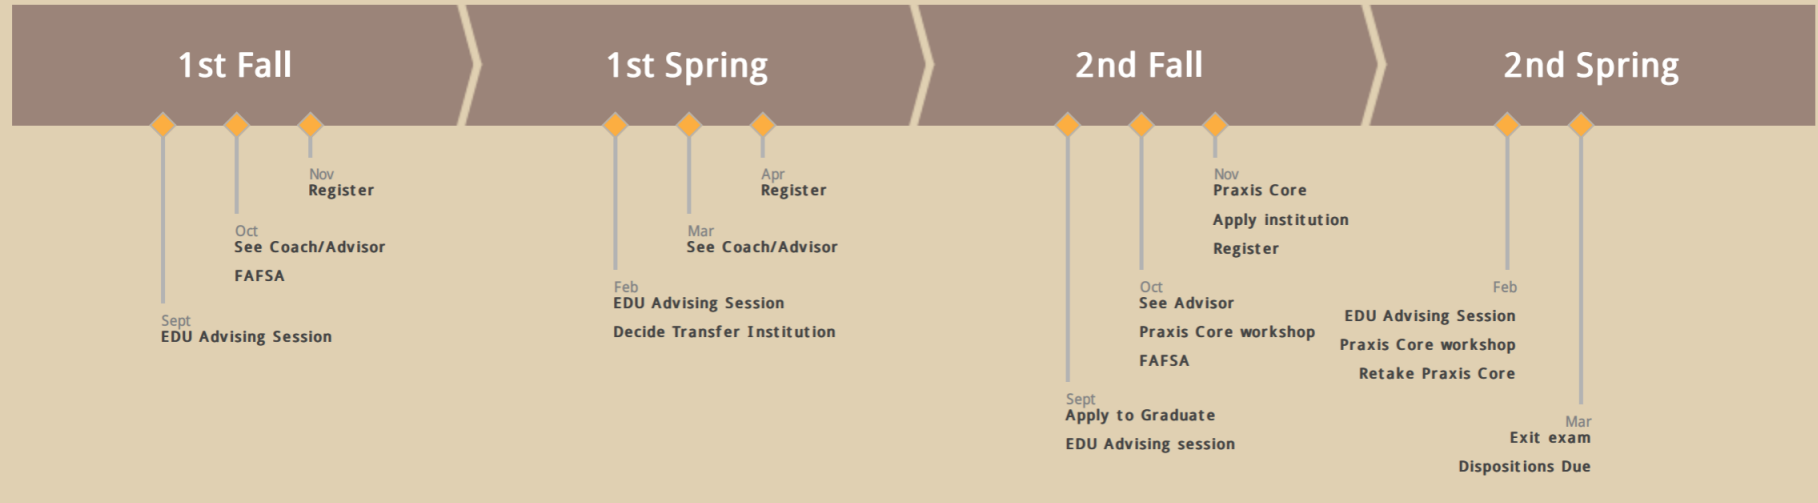 1st Fall
1st Spring
2nd Fall
2nd Spring
Nov
Register
Oct
See Coach/Advisor
FAFSA
Sept
EDU Advising Session
Apr
Register
Mar
See Coach/Advisor
Feb
EDU Advising Session
Decide Transfer Institution
Nov
Praxis Core
Apply institution
Register
Oct
See Advisor
Praxis Core workshop
FAFSA
Sept
Apply to Graduate
EDU Advising session
Feb
EDU Advising Session
Praxis Core workshop
Retake Praxis Core
Mar
Exit exam
Dispositions Due